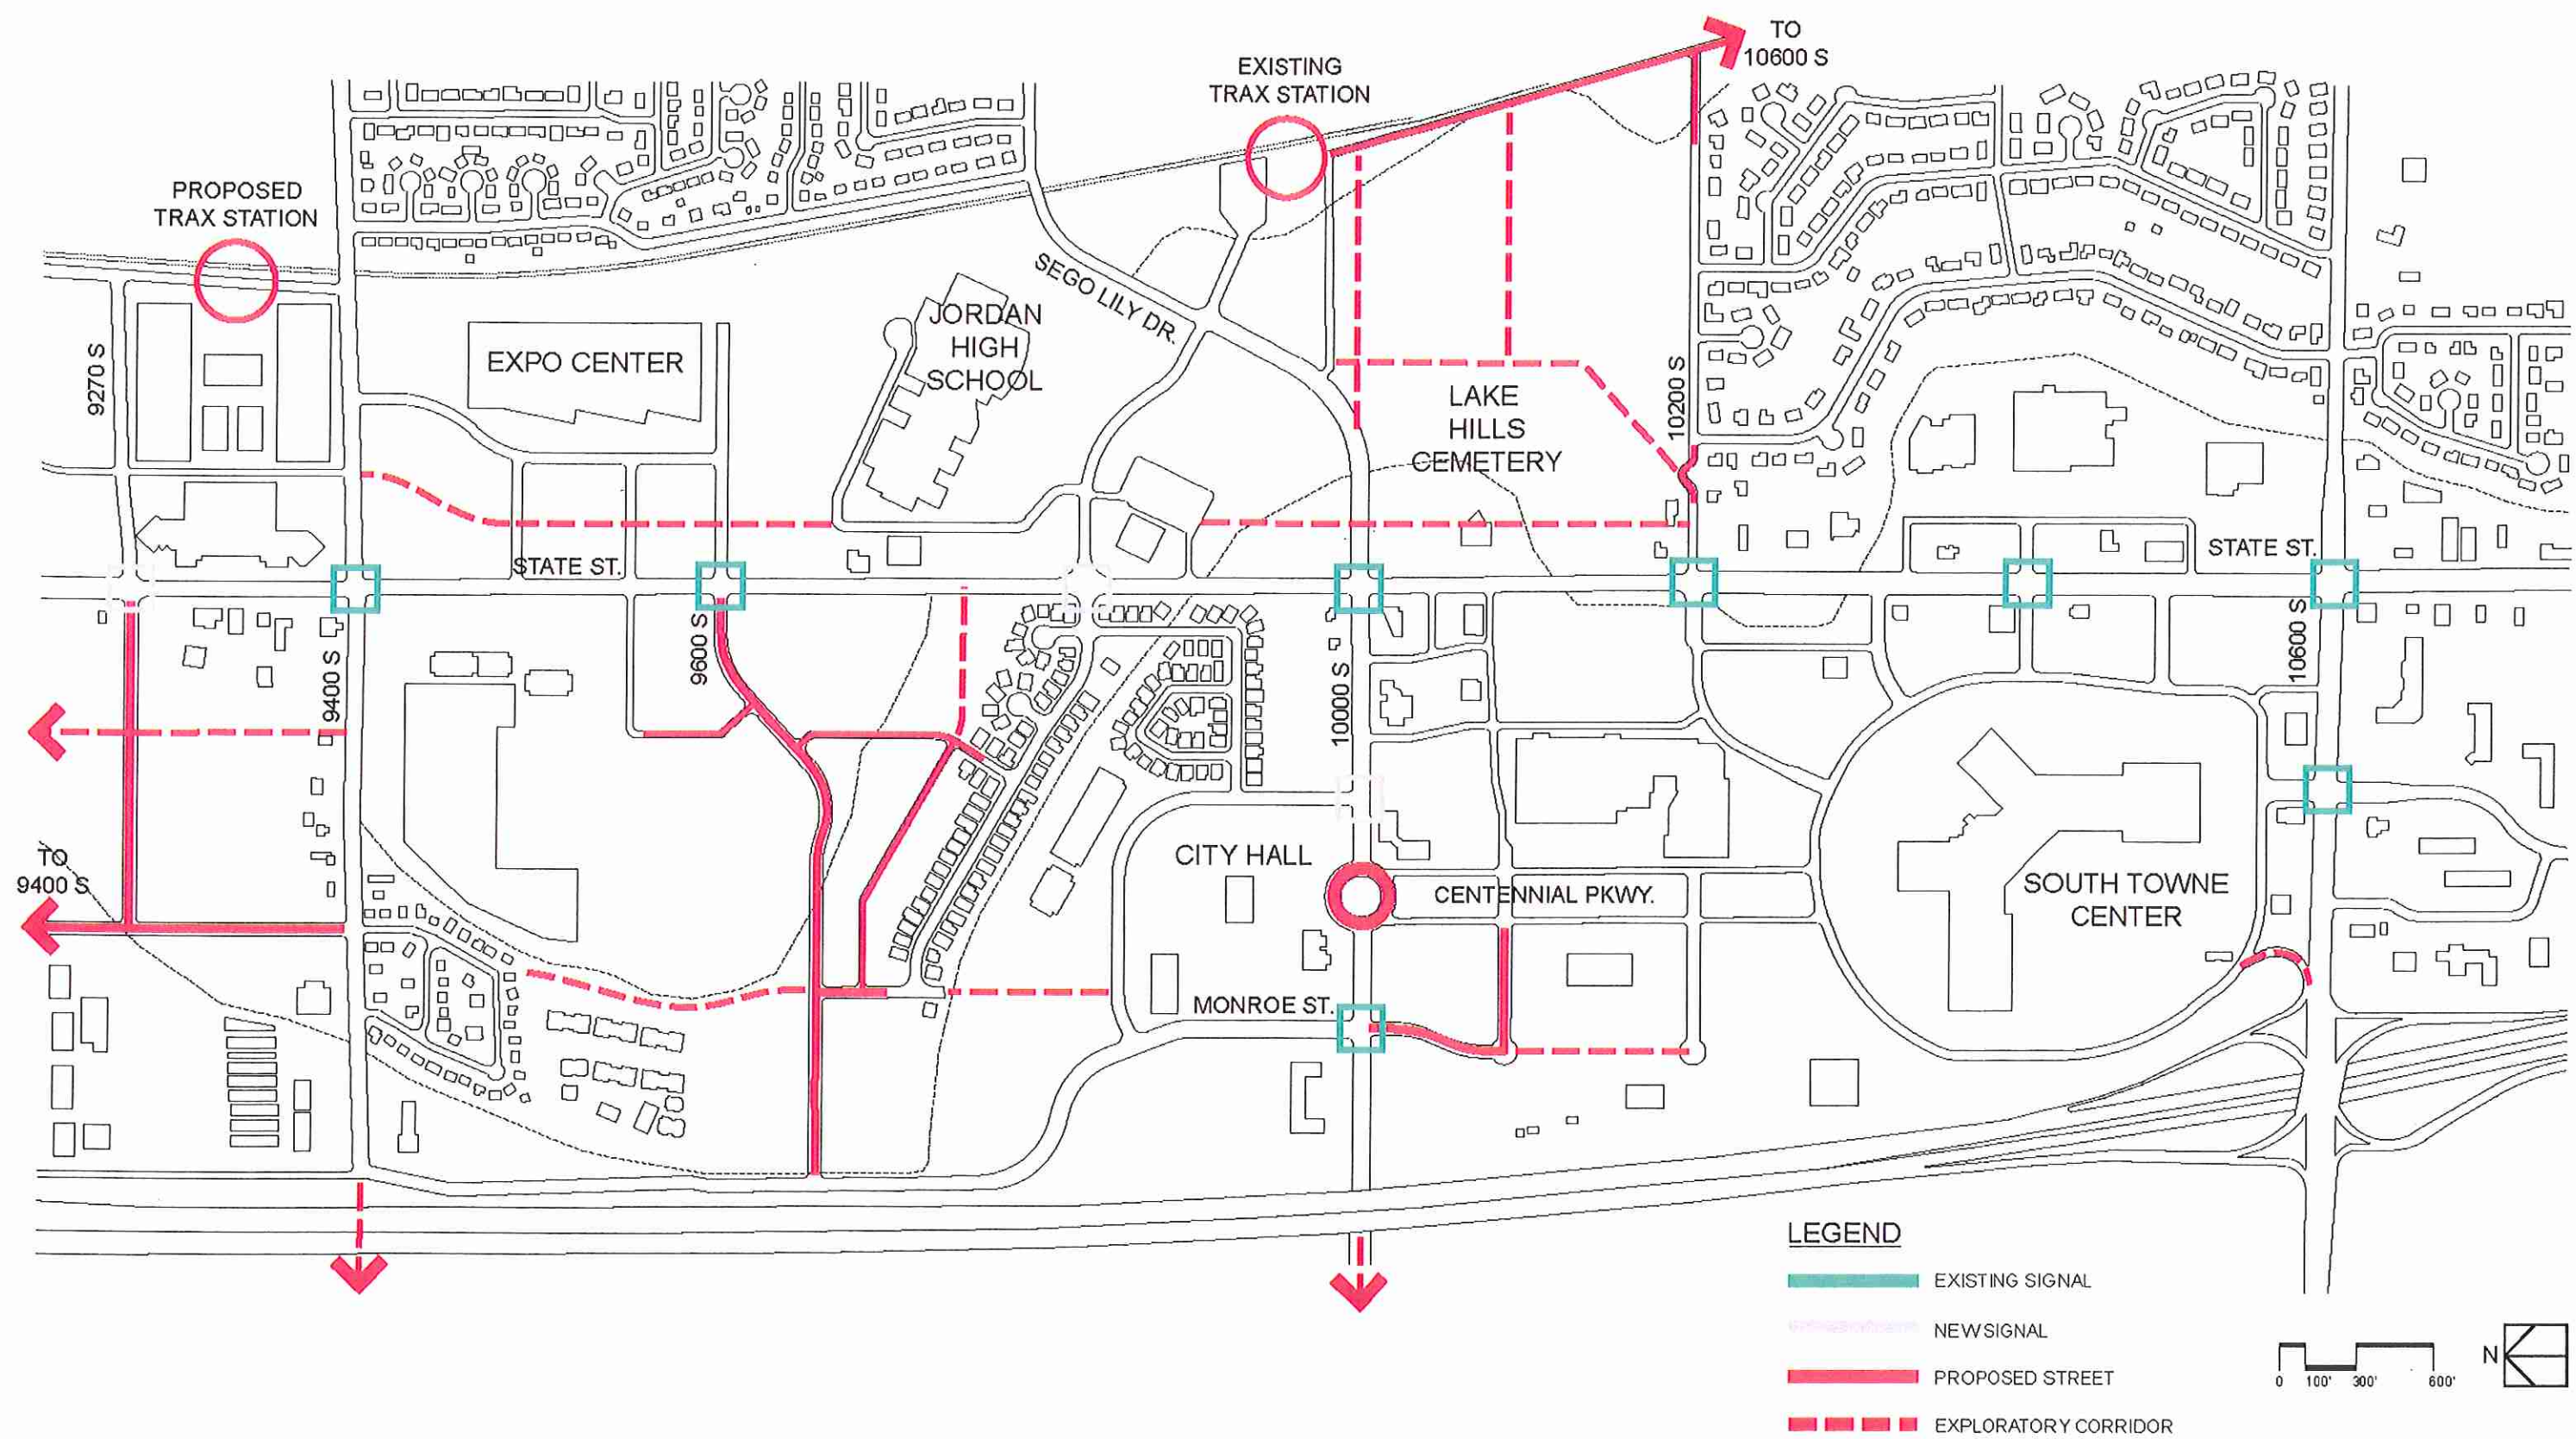 TO
10600 S
EXISTING
TRAX STATION
PROPOSED
TRAX STATION
SEGO LILY DR.
JORDAN
HIGH
SCHOOL
EXPO CENTER
9270 S
10200 S
LAKE
HILLS
CEMETERY
STATE ST.
STATE ST.
9400 S
9600 S
10000 S
10600 S
TO
9400 S
CITY HALL
CENTENNIAL PKWY.
SOUTH TOWNE
CENTER
MONROE ST.
LEGEND
EXISTING SIGNAL
NEW SIGNAL
PROPOSED STREET
EXPLORATORY CORRIDOR
0 100' 300' 600'
N